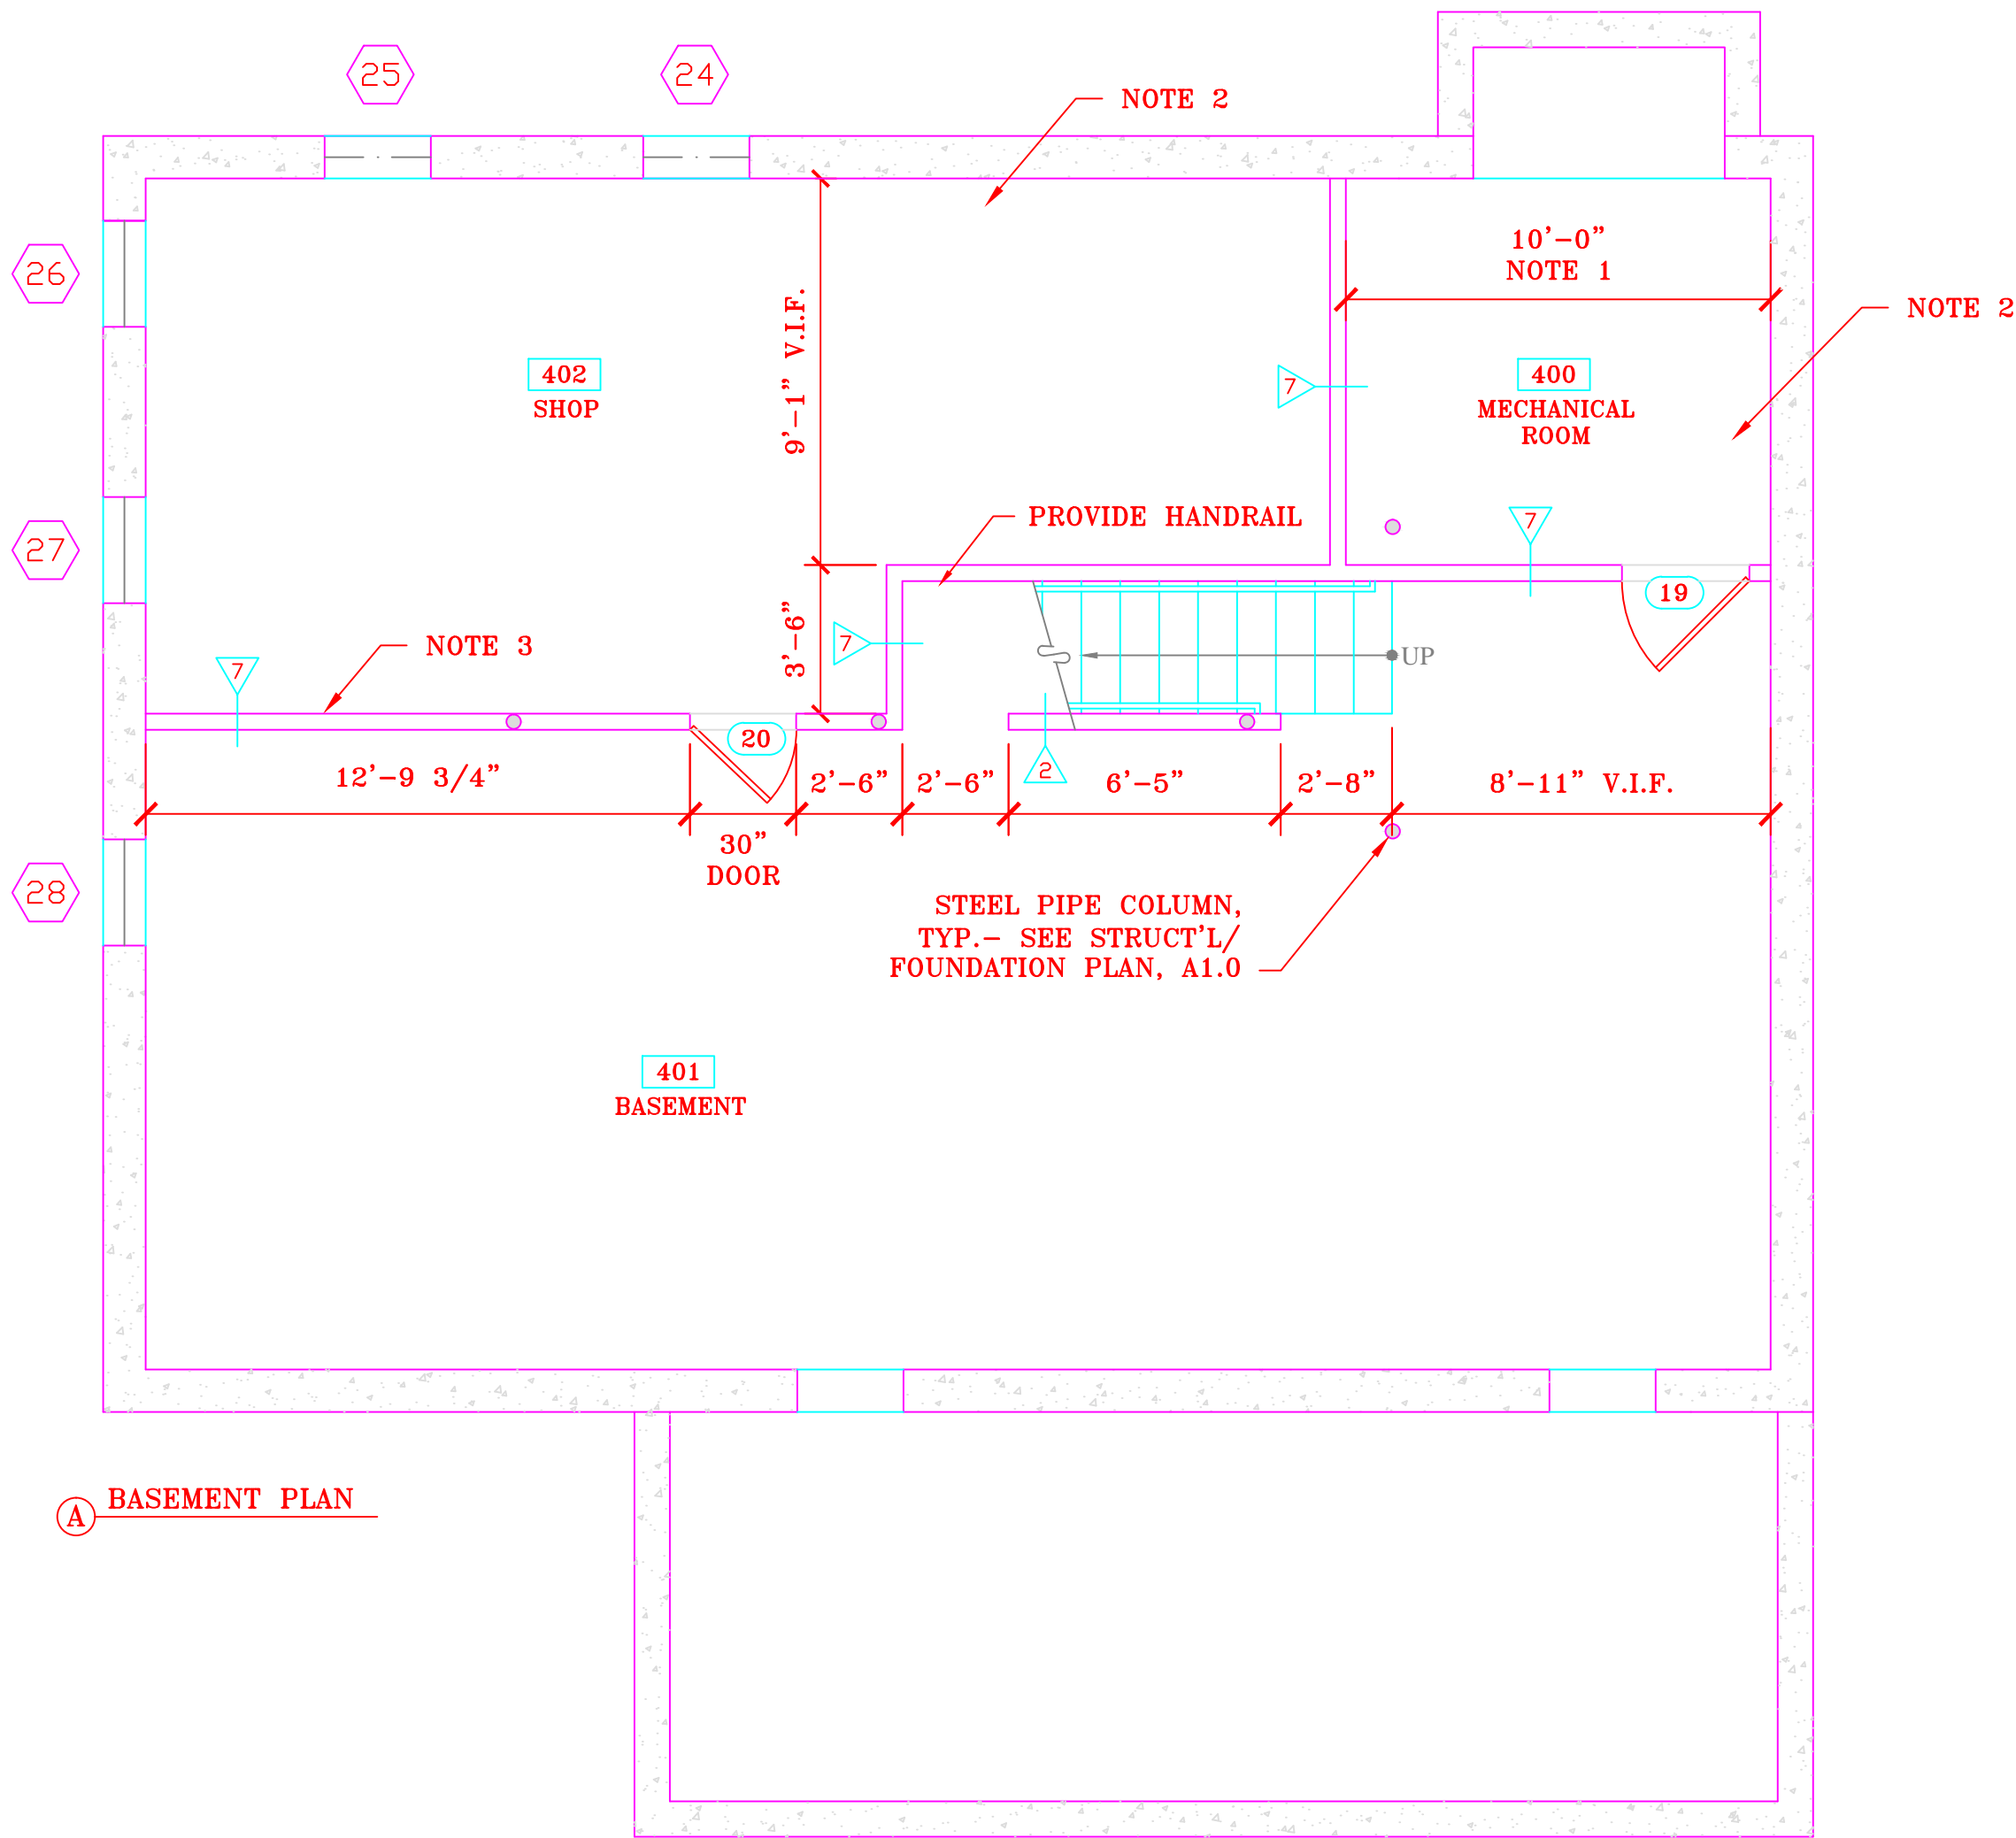 25
24
NOTE 2
26
10'-0"
NOTE 1
NOTE 2
9'-1" V.I.F.
402
SHOP
7
400
MECHANICAL
ROOM
27
PROVIDE HANDRAIL
7
19
3'-6"
7
NOTE 3
7
UP
20
2
12'-9 3/4"
2'-6"
2'-6"
6'-5"
2'-8"
8'-11" V.I.F.
30"
DOOR
28
STEEL PIPE COLUMN,
TYP.- SEE STRUCT'L/
FOUNDATION PLAN, A1.0
401
BASEMENT
A
BASEMENT PLAN